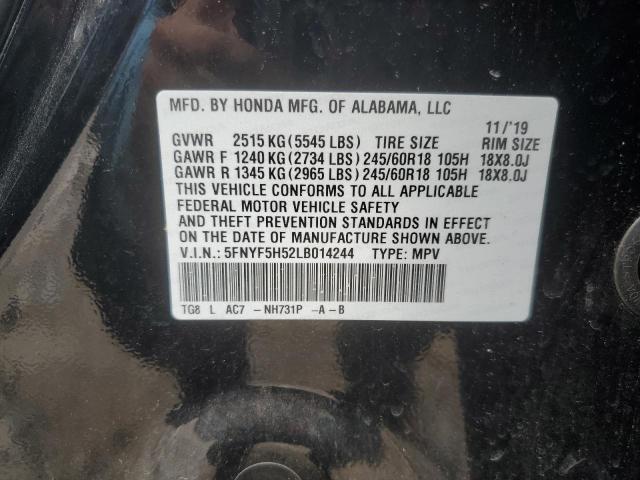 MFD. BY HONDA MFG. OF ALABAMA, LLC
11/'19
GVWR 2515 KG (5545 LBS) TIRE SIZE RIM SIZE
GAWR F 1240 KG (2734 LBS) 245/60R18 105H 18X8.0J
GAWR R 1345 KG (2965 LBS) 245/60R18 105H 18X8.0J
THIS VEHICLE CONFORMS TO ALL APPLICABLE
FEDERAL MOTOR VEHICLE SAFETY
AND THEFT PREVENTION STANDARDS IN EFFECT
ON THE DATE OF MANUFACTURE SHOWN ABOVE.
V.I.N.: 5FNYF5H52LB014244 TYPE: MPV
TG8 L AC7 -NH731P -A-B